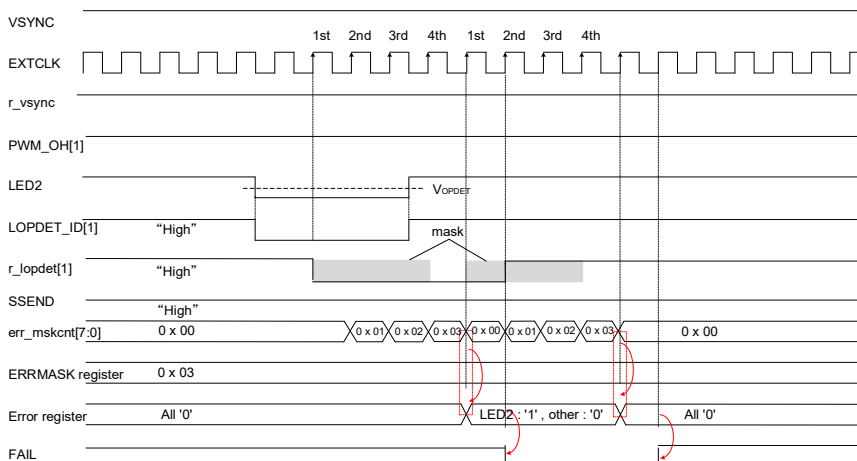 VSYNC
1st 2nd 3rd 4th 1st 2nd 3rd 4th
EXTCLK
r_vsync
PWM_OH[1]
LED2
VOPDET
LOPDET_ID[1] “High”
mask
r_lopdet[1] “High”
SSEND
“High”
err_mskcnt[7:0] 0 x 00 0 x 01 0 x 02 0 x 03 0 x 00 0 x 01 0 x 02 0 x 03 0 x 00
ERRMASK register 0 x 03
Error register All '0' LED2 : '1' , other : '0' All '0'
FAIL